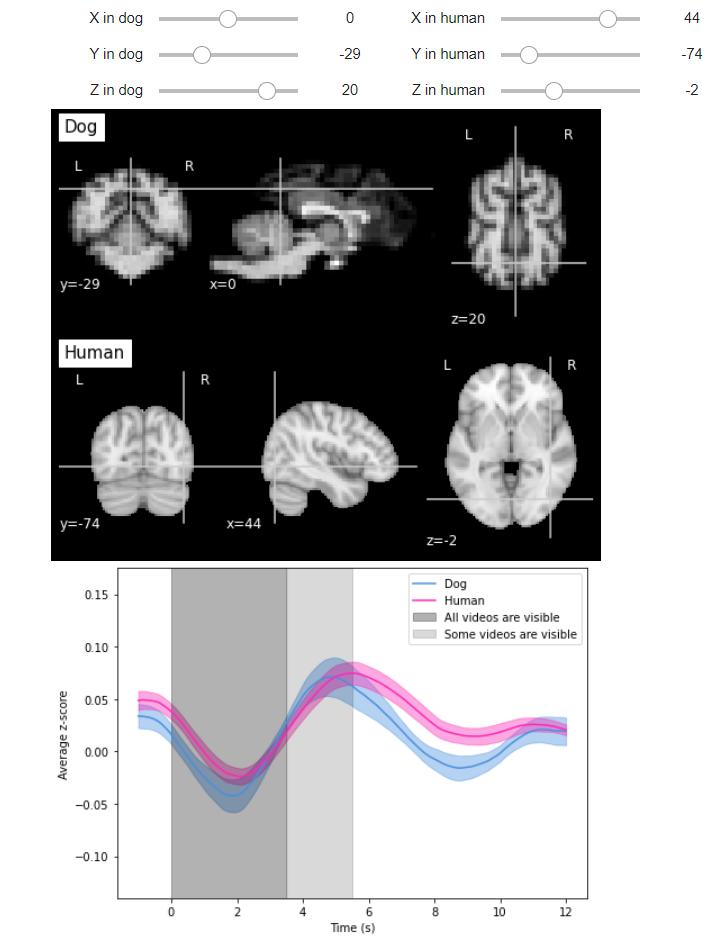 X in dog 0 X in human 44
Y in dog -29 Y in human -74
Z in dog 20 Z in human -2
Dog
L R L R
y=-29 x=0
z=20
Human
L R L R
y=-74 x=44
z=-2
Dog
Human
All videos are visible
Some videos are visible
0.15
0.10
0.05
0.00
−0.05
−0.10
Average z-score
0 2 4 6 8 10 12
Time (s)